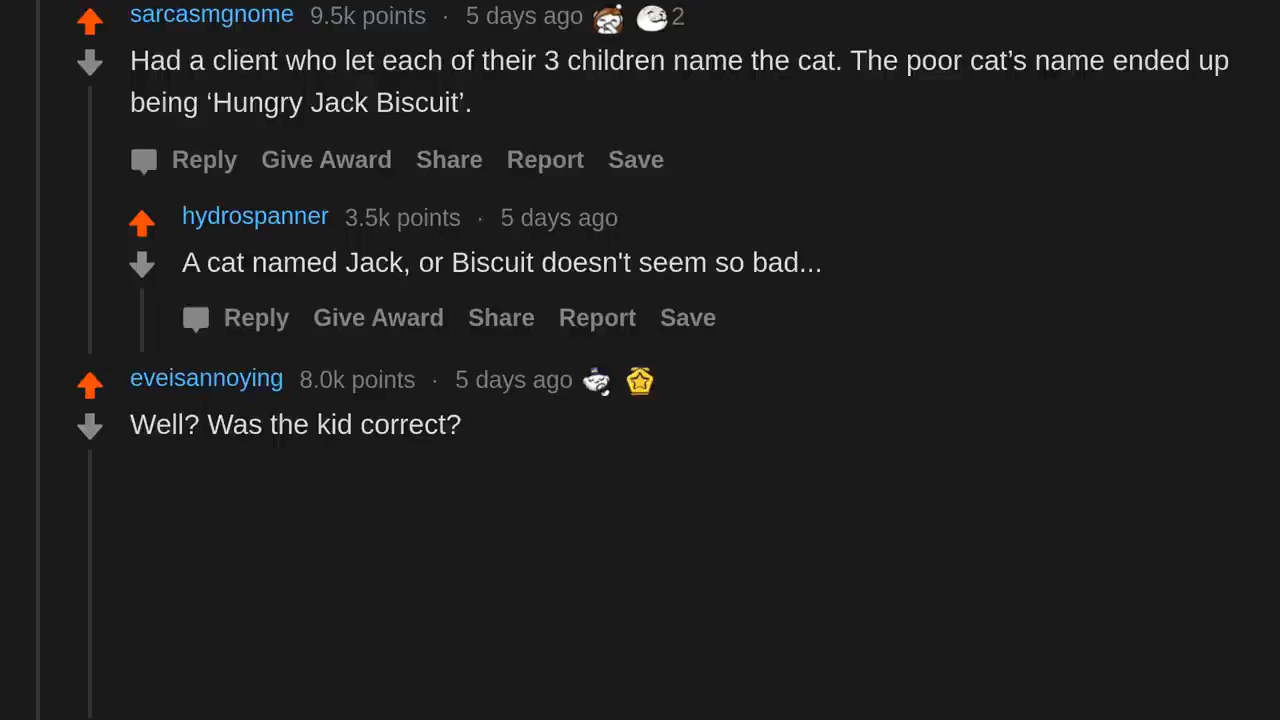 sarcasmgnome 9.5k points · 5 days ago 2
Had a client who let each of their 3 children name the cat. The poor cat’s name ended up
being ‘Hungry Jack Biscuit’.
Reply Give Award Share Report Save
hydrospanner 3.5k points · 5 days ago
A cat named Jack, or Biscuit doesn't seem so bad...
Reply Give Award Share Report Save
eveisannoying 8.0k points · 5 days ago
Well? Was the kid correct?